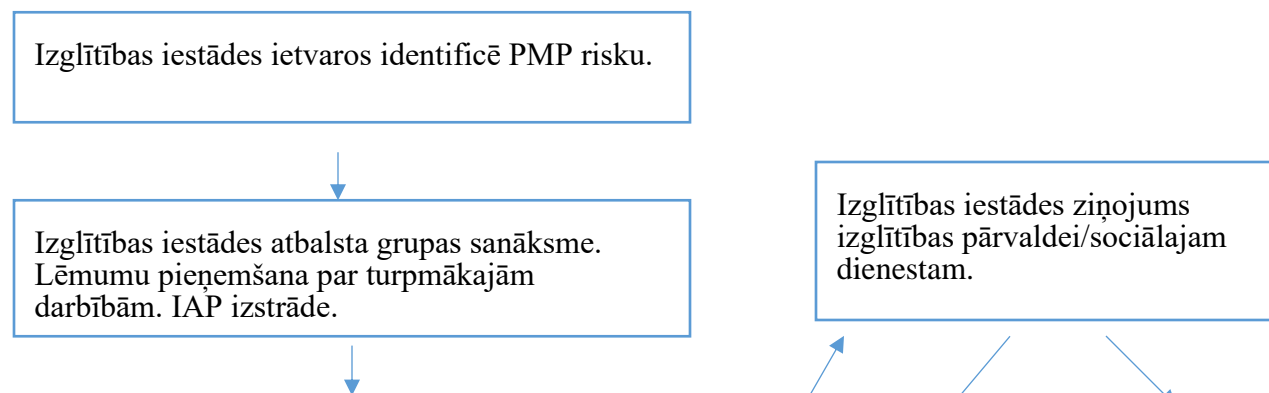 Izglītības iestādes ietvaros identificē PMP risku.
Izglītības iestādes atbalsta grupas sanāksme.
Lēmumu pieņemšana par turpmākajām
darbībām. IAP izstrāde.
Izglītības iestādes ziņojums
izglītības pārvaldei/sociālajam
dienestam.